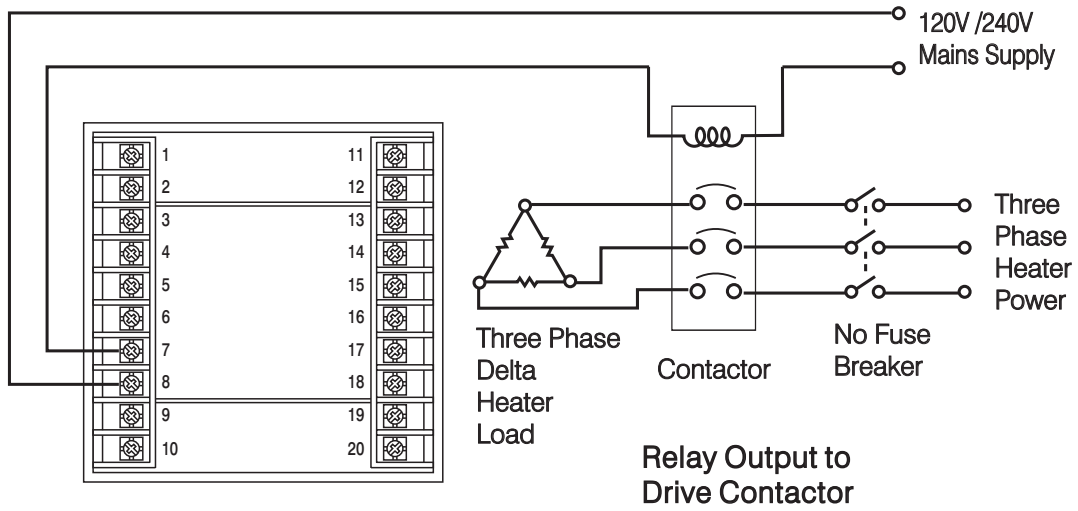 120V /240V
Mains Supply
1
2
3
4
5
6
7
8
9
10
11
12
13
14
15
16
17
18
19
20
Three
Phase
Heater
Power
Three Phase
Delta
Heater
Load
Contactor
No Fuse
Breaker
Relay Output to
Drive Contactor